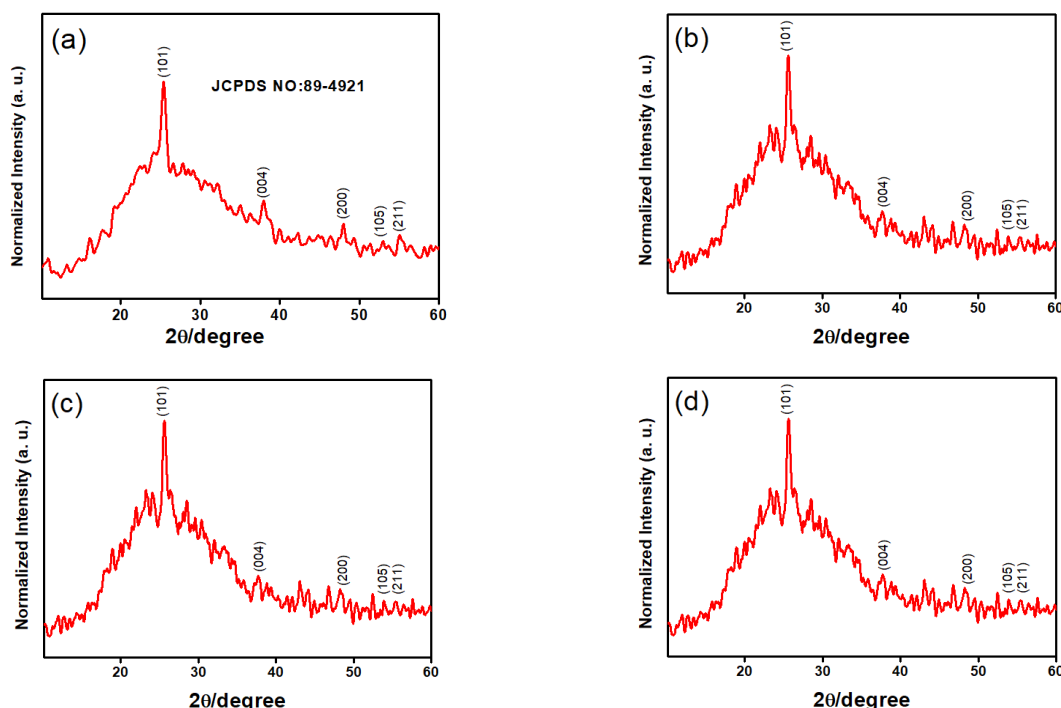 (a)
(101)
JCPDS NO:89-4921
(004)
(200)
(105)
(211)
Normalized Intensity (a. u.)
20 30 40 50 60
2θ/degree
(b)
(101)
(004)
(200)
(105)
(211)
Normalized Intensity (a. u.)
20 30 40 50 60
2θ/degree
(c)
(101)
(004)
(200)
(105)
(211)
Normalized Intensity (a. u.)
20 30 40 50 60
2θ/degree
(d)
(101)
(004)
(200)
(105)
(211)
Normalized Intensity (a. u.)
20 30 40 50 60
2θ/degree